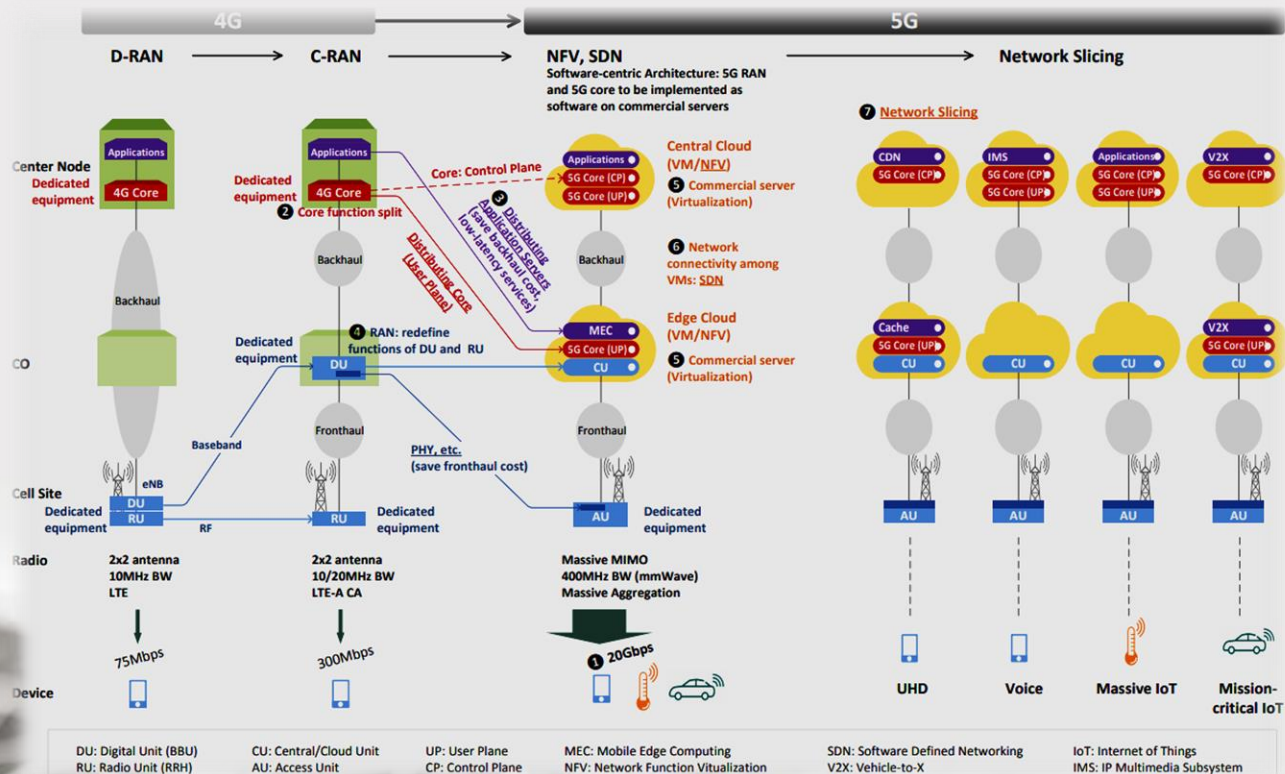 4G
5G
D-RAN
C-RAN
NFV, SDN
Network Slicing
Software-centric Architecture: 5G RAN
and 5G core to be implemented as
software on commercial servers
Center Node
Applications
Dedicated
equipment
4G Core
Backhaul
CO
Cell Site
eNB
DU
RU
Dedicated
equipment
Baseband
RF
Radio
2x2 antenna
10MHz BW
LTE
75Mbps
Device
Applications
Dedicated
equipment
4G Core
2 Core function split
Backhaul
Dedicated
equipment
4 RAN: redefine
functions of DU and RU
DU
Fronthaul
RU
Dedicated
equipment
2x2 antenna
10/20MHz BW
LTE-A CA
300Mbps
Core: Control Plane
3 Distributing
Application Servers
(save backhaul cost,
low-latency services)
Distributing Core
(User Plane)
PHY, etc.
(save fronthaul cost)
Applications
5G Core (CP)
5G Core (UP)
Central Cloud
(VM/NFV)
5 Commercial server
(Virtualization)
Backhaul
6 Network
connectivity among
VMs: SDN
MEC
5G Core (UP)
CU
Edge Cloud
(VM/NFV)
5 Commercial server
(Virtualization)
Fronthaul
AU
Dedicated
equipment
Massive MIMO
400MHz BW (mmWave)
Massive Aggregation
1 20Gbps
7 Network Slicing
CDN
5G Core (CP)
Cache
5G Core (UP)
CU
AU
UHD
IMS
5G Core (CP)
5G Core (UP)
CU
AU
Voice
Applications
5G Core (CP)
5G Core (UP)
CU
AU
Massive IoT
V2X
5G Core (CP)
V2X
5G Core (UP)
CU
AU
Mission-
critical IoT
DU: Digital Unit (BBU)
RU: Radio Unit (RRH)
CU: Central/Cloud Unit
AU: Access Unit
UP: User Plane
CP: Control Plane
MEC: Mobile Edge Computing
NFV: Network Function Vitualization
SDN: Software Defined Networking
V2X: Vehicle-to-X
IoT: Internet of Things
IMS: IP Multimedia Subsystem